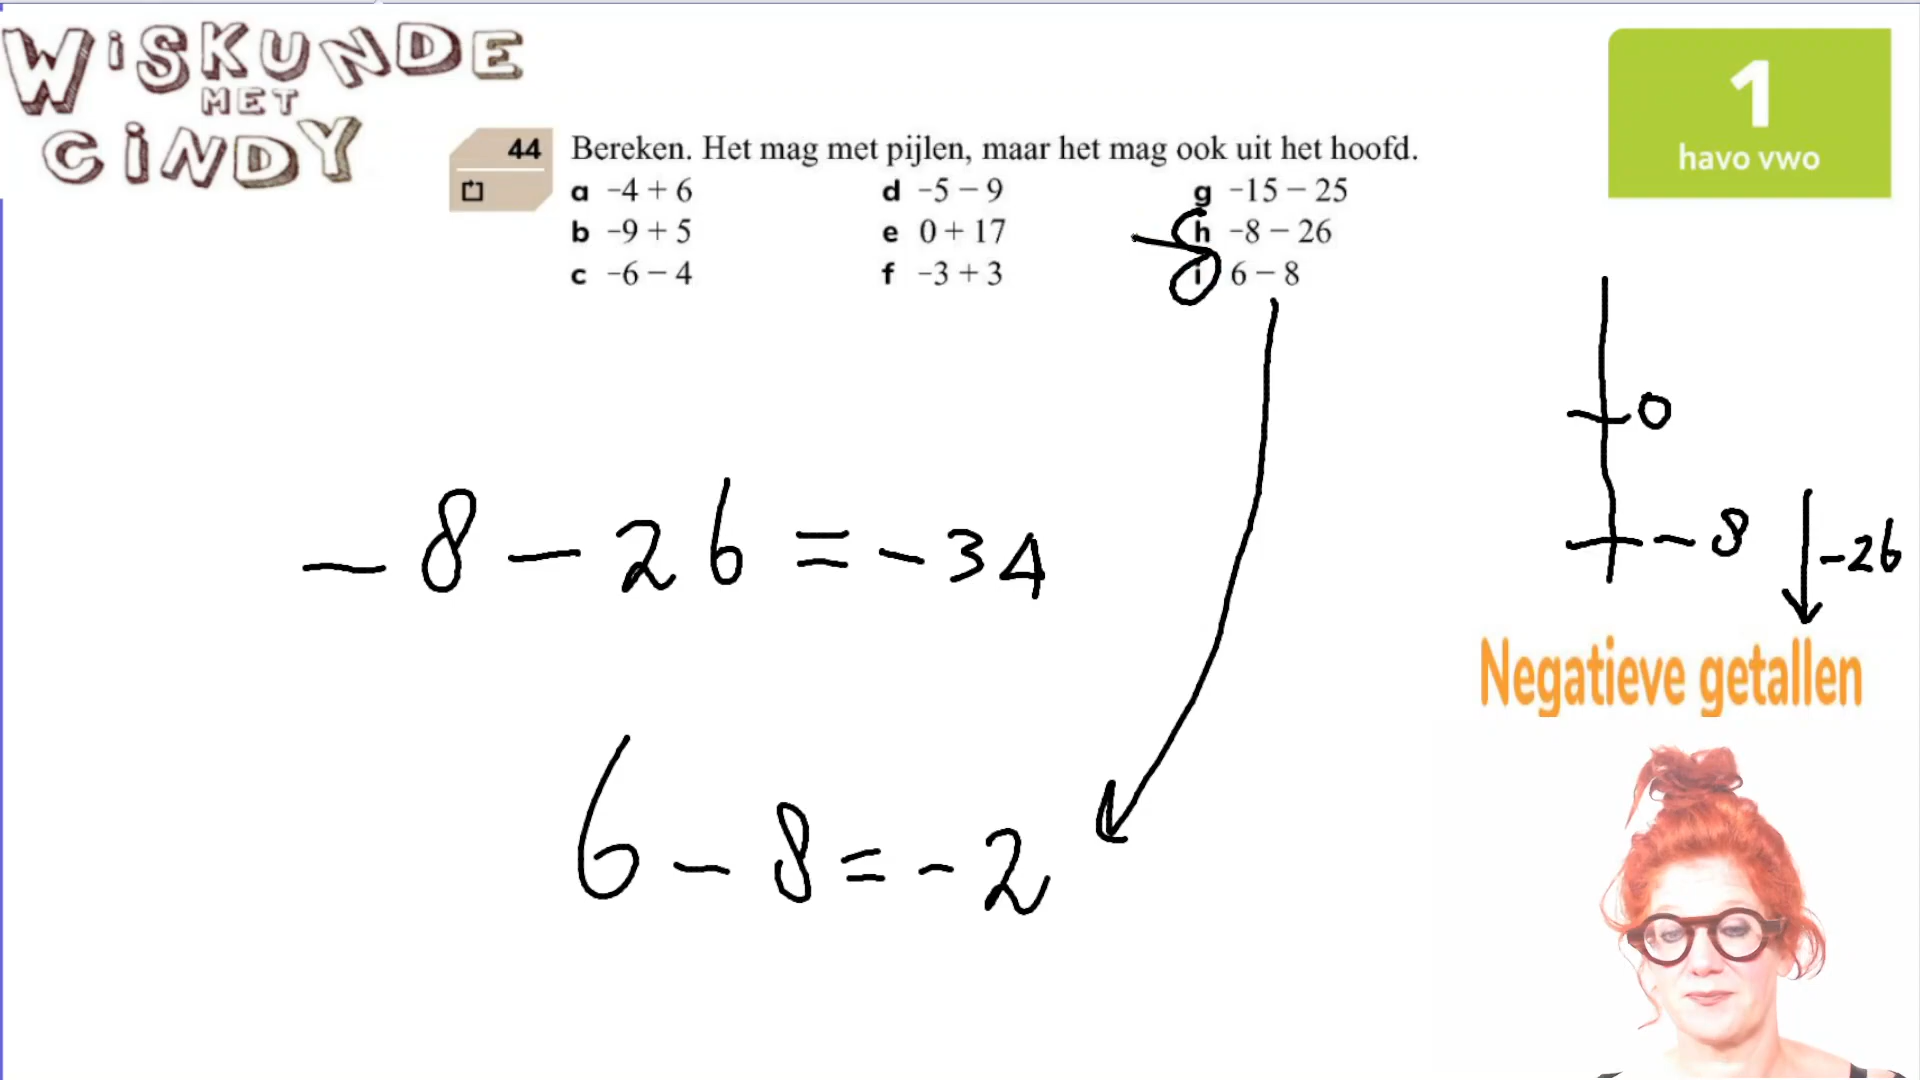 WiSKUNDE
MET
CiNDY
1
havo vwo
44 Bereken. Het mag met pijlen, maar het mag ook uit het hoofd.
a -4 + 6 d -5 – 9 g -15 – 25
b -9 + 5 e 0 + 17 h -8 – 26
c -6 – 4 f -3 + 3 i 6 – 8
0
- 8 - 26 = - 34
- 8 - 26
Negatieve getallen
6 - 8 = - 2